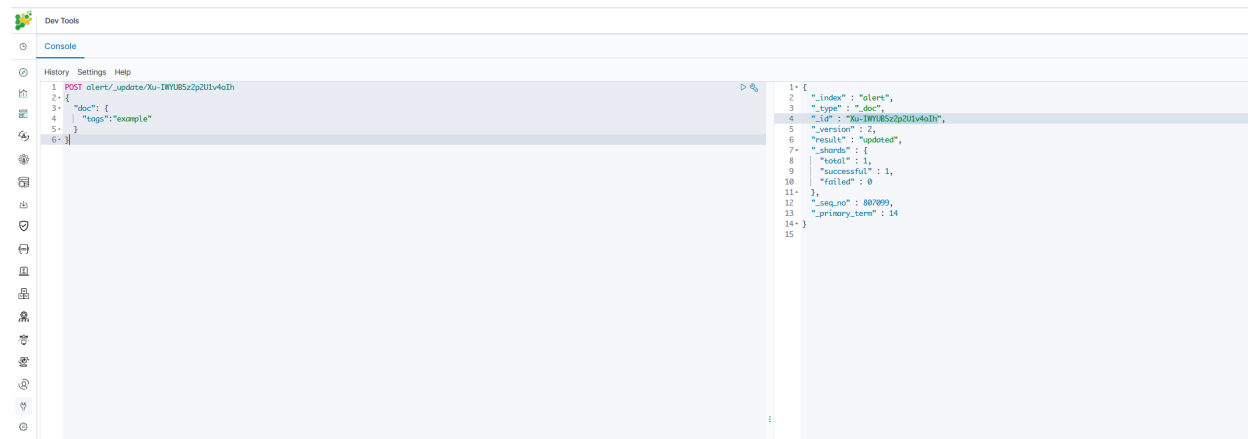 Dev Tools
Console
History Settings Help
1 POST alert/_update/Xu-IWYUBSz2p2U1v4oIh
2 {
3 "doc": {
4 "tags":"example"
5 }
6 }
1 {
2 "_index" : "alert",
3 "_type" : "_doc",
4 "_id" : "Xu-IWYUBSz2p2U1v4oIh",
5 "_version" : 2,
6 "result" : "updated",
7 "_shards" : {
8 "total" : 1,
9 "successful" : 1,
10 "failed" : 0
11 },
12 "_seq_no" : 807099,
13 "_primary_term" : 14
14 }
15